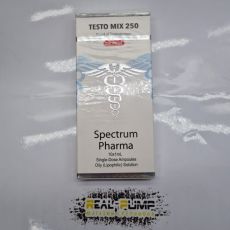 TESTO MIX 250
Spectrum
Pharma
10x1mL
Single-Dose Ampoules
Oily (Lipophilic) Solution
REAL PUMP